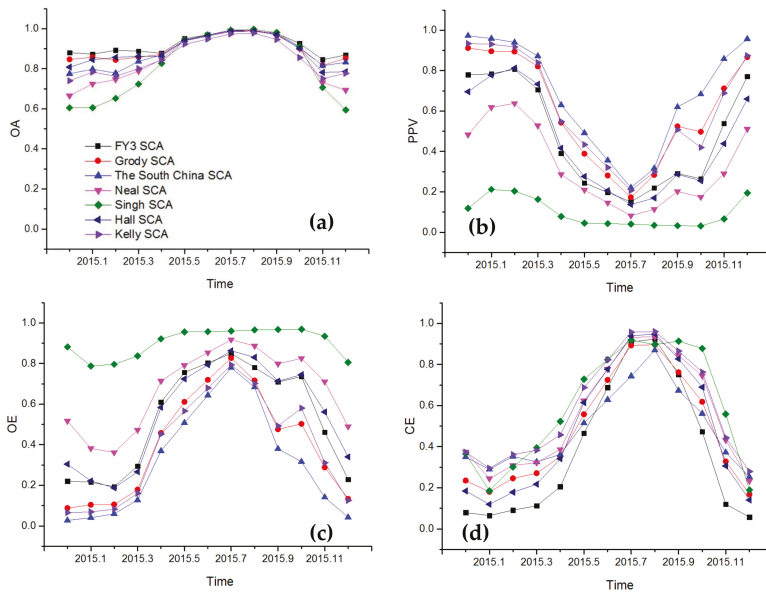 1.0
0.8
0.6
0.4
0.2
0.0
OA
FY3 SCA
Grody SCA
The South China SCA
Neal SCA
Singh SCA
Hall SCA
Kelly SCA
(a)
2015.1 2015.3 2015.5 2015.7 2015.9 2015.11
Time
1.0
0.8
0.6
0.4
0.2
0.0
PPV
(b)
2015.1 2015.3 2015.5 2015.7 2015.9 2015.11
Time
1.0
0.8
0.6
0.4
0.2
0.0
OE
(c)
2015.1 2015.3 2015.5 2015.7 2015.9 2015.11
Time
1.0
0.8
0.6
0.4
0.2
0.0
CE
(d)
2015.1 2015.3 2015.5 2015.7 2015.9 2015.11
Time